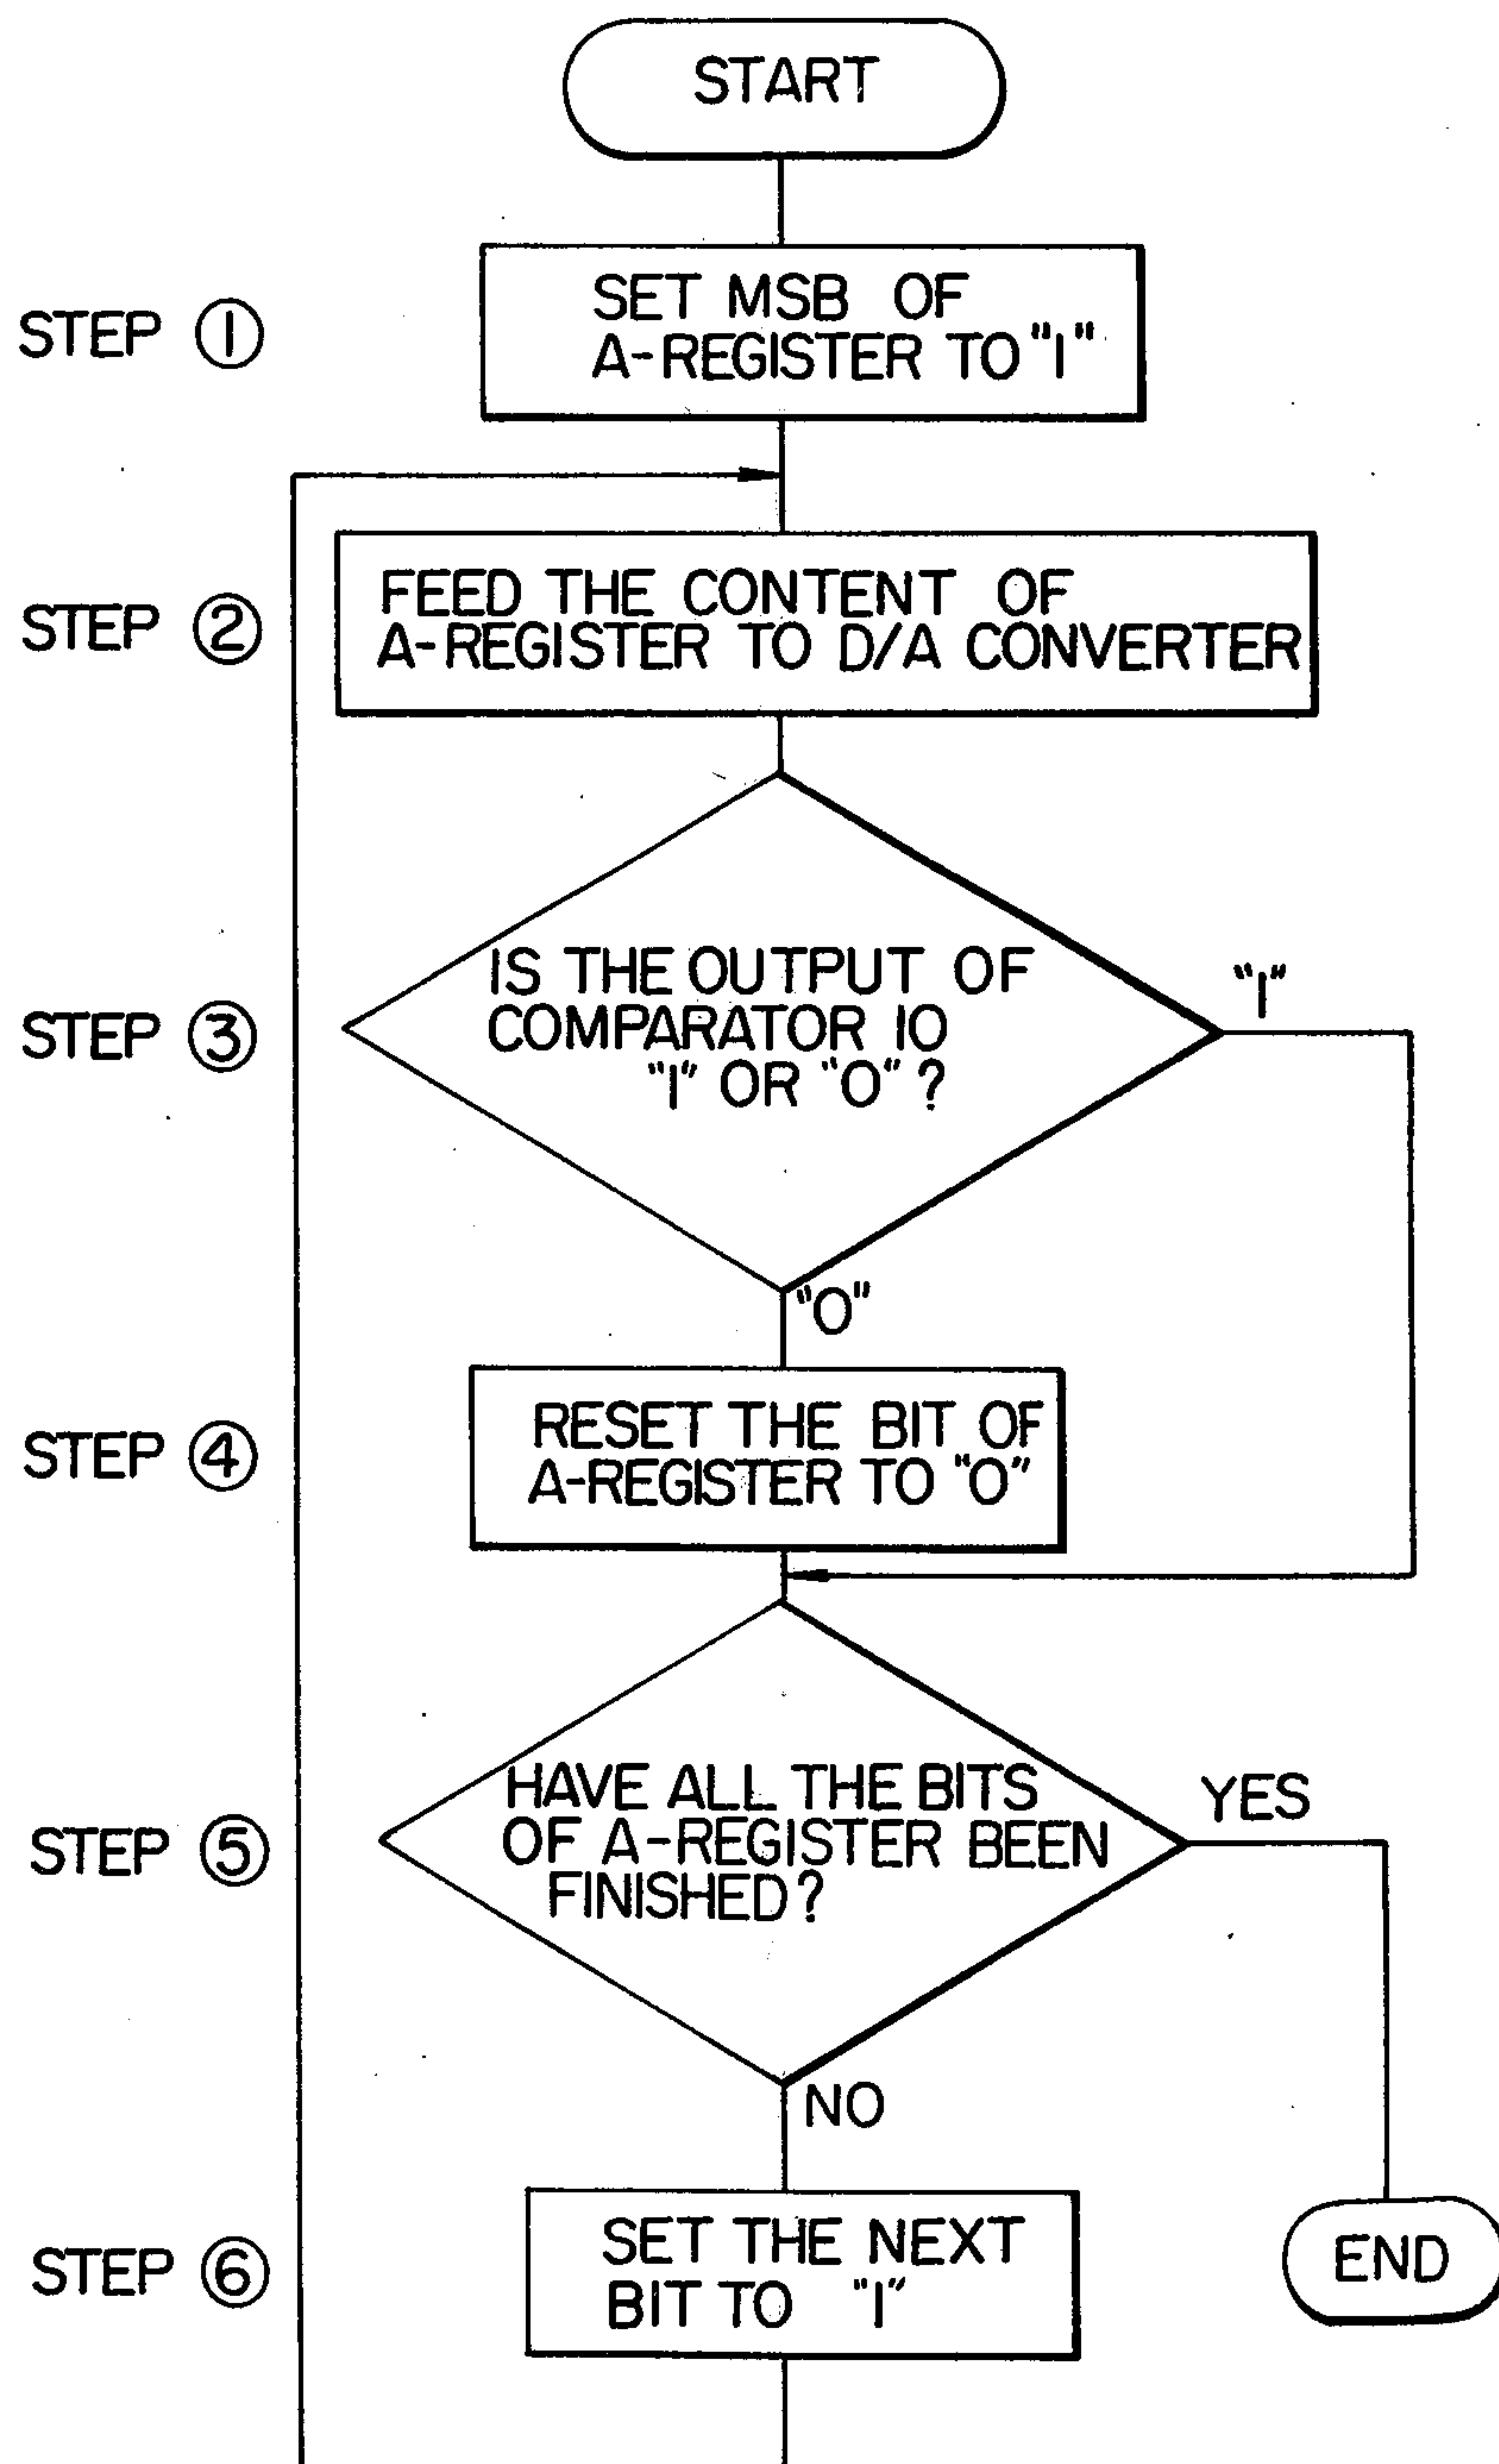 START
STEP ①
SET MSB OF
A-REGISTER TO "1"
STEP ②
FEED THE CONTENT OF
A-REGISTER TO D/A CONVERTER
STEP ③
IS THE OUTPUT OF
COMPARATOR 10
"1" OR "0" ?
"1"
"0"
STEP ④
RESET THE BIT OF
A-REGISTER TO "0"
STEP ⑤
HAVE ALL THE BITS
OF A-REGISTER BEEN
FINISHED?
YES
NO
STEP ⑥
SET THE NEXT
BIT TO "1"
END